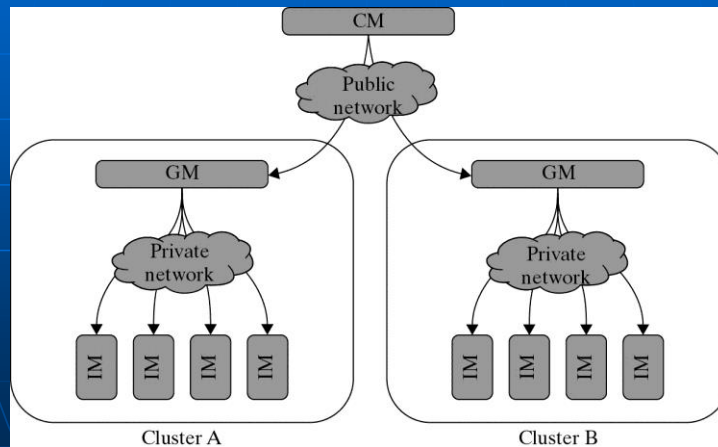 CM
Public
network
GM
GM
Private
network
Private
network
IM
IM
IM
IM
IM
IM
IM
IM
Cluster A
Cluster B